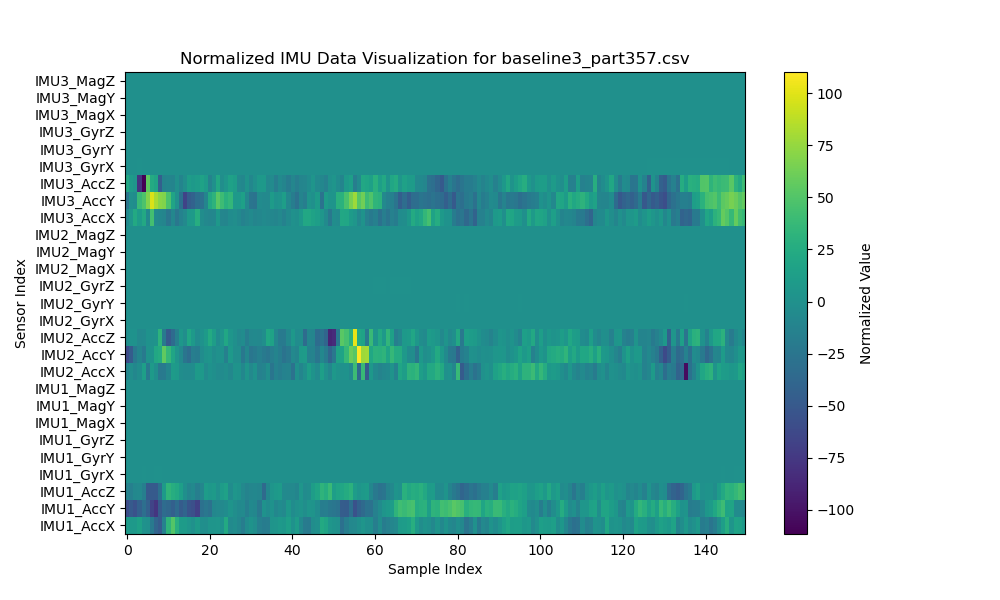 Normalized IMU Data Visualization for baseline3_part357.csv
IMU3_MagZ
IMU3_MagY
IMU3_MagX
IMU3_GyrZ
IMU3_GyrY
IMU3_GyrX
IMU3_AccZ
IMU3_AccY
IMU3_AccX
IMU2_MagZ
IMU2_MagY
IMU2_MagX
IMU2_GyrZ
IMU2_GyrY
IMU2_GyrX
IMU2_AccZ
IMU2_AccY
IMU2_AccX
IMU1_MagZ
IMU1_MagY
IMU1_MagX
IMU1_GyrZ
IMU1_GyrY
IMU1_GyrX
IMU1_AccZ
IMU1_AccY
IMU1_AccX
Sensor Index
0 20 40 60 80 100 120 140
Sample Index
100
75
50
25
0
−25
−50
−75
−100
Normalized Value